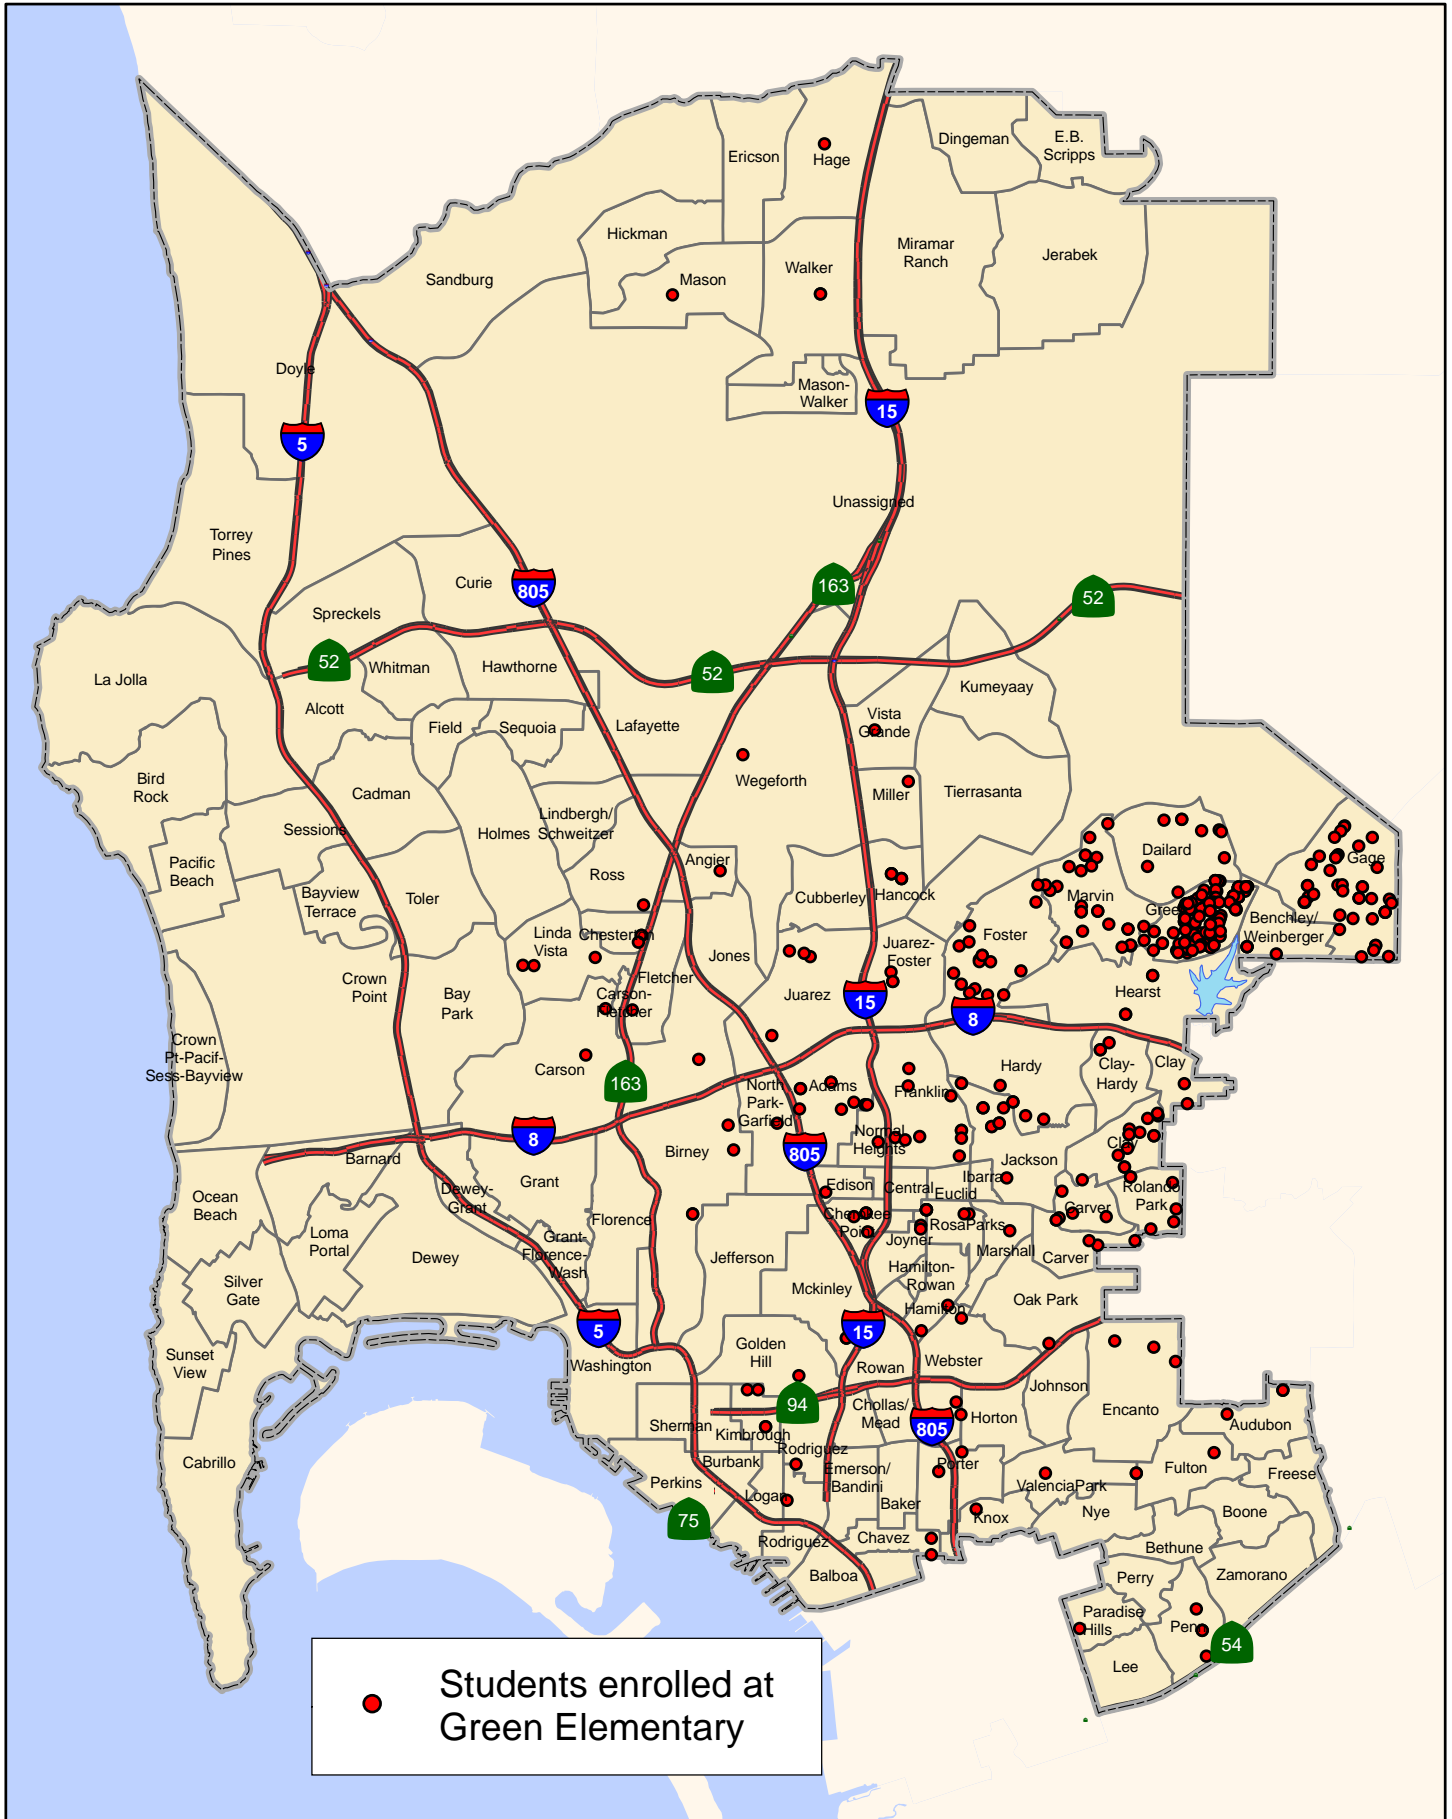 Ericson
Hage
Dingeman
E.B.
Scripps
Hickman
Sandburg
Mason
Walker
Miramar
Ranch
Jerabek
Doyle
Mason-
Walker
15
5
Unassigned
Torrey
Pines
Curie
805
163
52
Spreckels
52
Whitman
Hawthorne
52
La Jolla
Alcott
Field
Sequoia
Lafayette
Kumeyaay
Vista
Grande
Bird
Rock
Cadman
Wegeforth
Miller
Tierrasanta
Sessions
Holmes
Lindbergh/
Schweitzer
Pacific
Beach
Bayview
Terrace
Toler
Ross
Angier
Cubberley
Hancock
Dailard
Marvin
Gage
Gree
Benchley/
Weinberger
Linda
Vista
Chesterton
Foster
Juarez-
Foster
Jones
Fletcher
Crown
Point
Bay
Park
Carson-
Fletcher
Juarez
15
8
Hearst
Crown
Pt-Pacif-
Sess-Bayview
Carson
163
North
Park-
Garfield
Adams
Franklin
Hardy
Clay-
Hardy
Clay
8
805
Normal
Heights
Clay
Barnard
Birney
Jackson
Grant
Dewey-
Grant
Edison
Central
Ibarra
Euclid
Rolando
Park
Ocean
Beach
Carver
Florence
Cherokee
Point
RosaParks
Joyner
Marshall
Carver
Loma
Portal
Dewey
Grant-
Florence-
Wash
Jefferson
Hamilton-
Rowan
Silver
Gate
Mckinley
Oak Park
Hamilton
5
15
Sunset
View
Washington
Golden
Hill
Rowan
Webster
Johnson
94
Encanto
Chollas/
Mead
Horton
805
Audubon
Sherman
Kimbrough
Rodriguez
Cabrillo
Burbank
Perkins
Emerson/
Bandini
Porter
Fulton
Freese
ValenciaPark
Logan
Baker
Nye
Boone
75
Knox
Rodriguez
Chavez
Bethune
Balboa
Perry
Zamorano
Paradise
Hills
Penn
54
Lee
Students enrolled at
Green Elementary